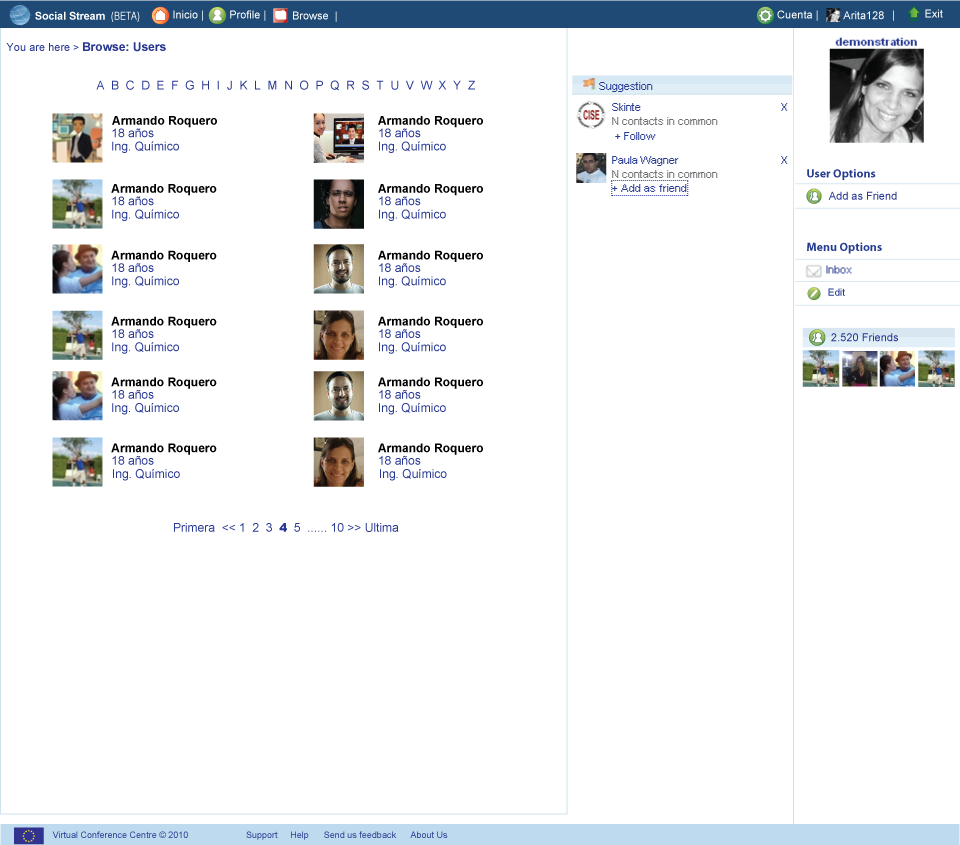 Social Stream (BETA) Inicio | Profile | Browse | Cuenta | Arita128 | Exit
You are here > Browse: Users
A B C D E F G H I J K L M N O P Q R S T U V W X Y Z
Armando Roquero
18 años
Ing. Químico
Armando Roquero
18 años
Ing. Químico
Armando Roquero
18 años
Ing. Químico
Armando Roquero
18 años
Ing. Químico
Armando Roquero
18 años
Ing. Químico
Armando Roquero
18 años
Ing. Químico
Armando Roquero
18 años
Ing. Químico
Armando Roquero
18 años
Ing. Químico
Armando Roquero
18 años
Ing. Químico
Armando Roquero
18 años
Ing. Químico
Armando Roquero
18 años
Ing. Químico
Armando Roquero
18 años
Ing. Químico
Primera << 1 2 3 4 5 ...... 10 >> Ultima
Suggestion
CISE
Skinte X
N contacts in common
+ Follow
Paula Wagner X
N contacts in common
+ Add as friend
demonstration
User Options
Add as Friend
Menu Options
Inbox
Edit
2.520 Friends
Virtual Conference Centre © 2010 Support Help Send us feedback About Us